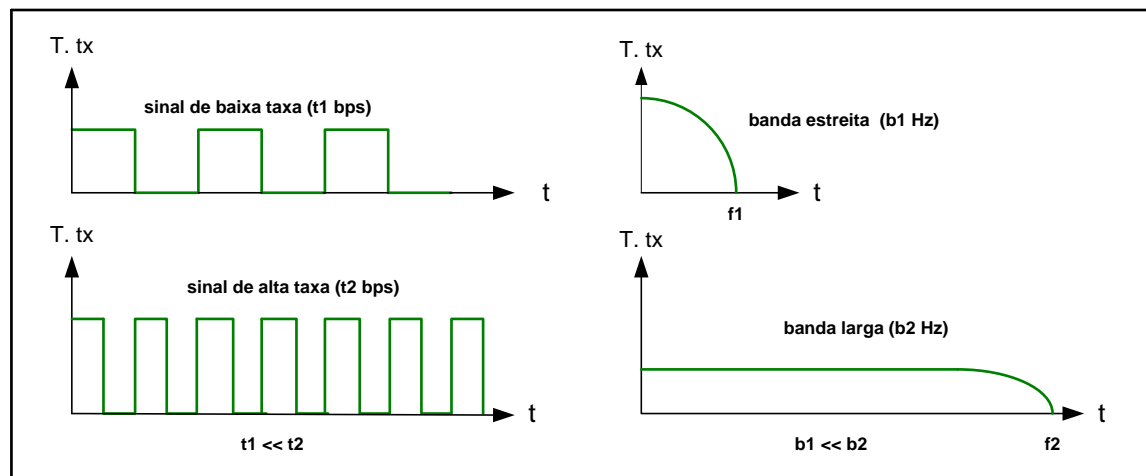 T. tx
sinal de baixa taxa (t1 bps)
t
T. tx
banda estreita (b1 Hz)
t
f1
T. tx
sinal de alta taxa (t2 bps)
t
t1 << t2
T. tx
banda larga (b2 Hz)
t
b1 << b2
f2